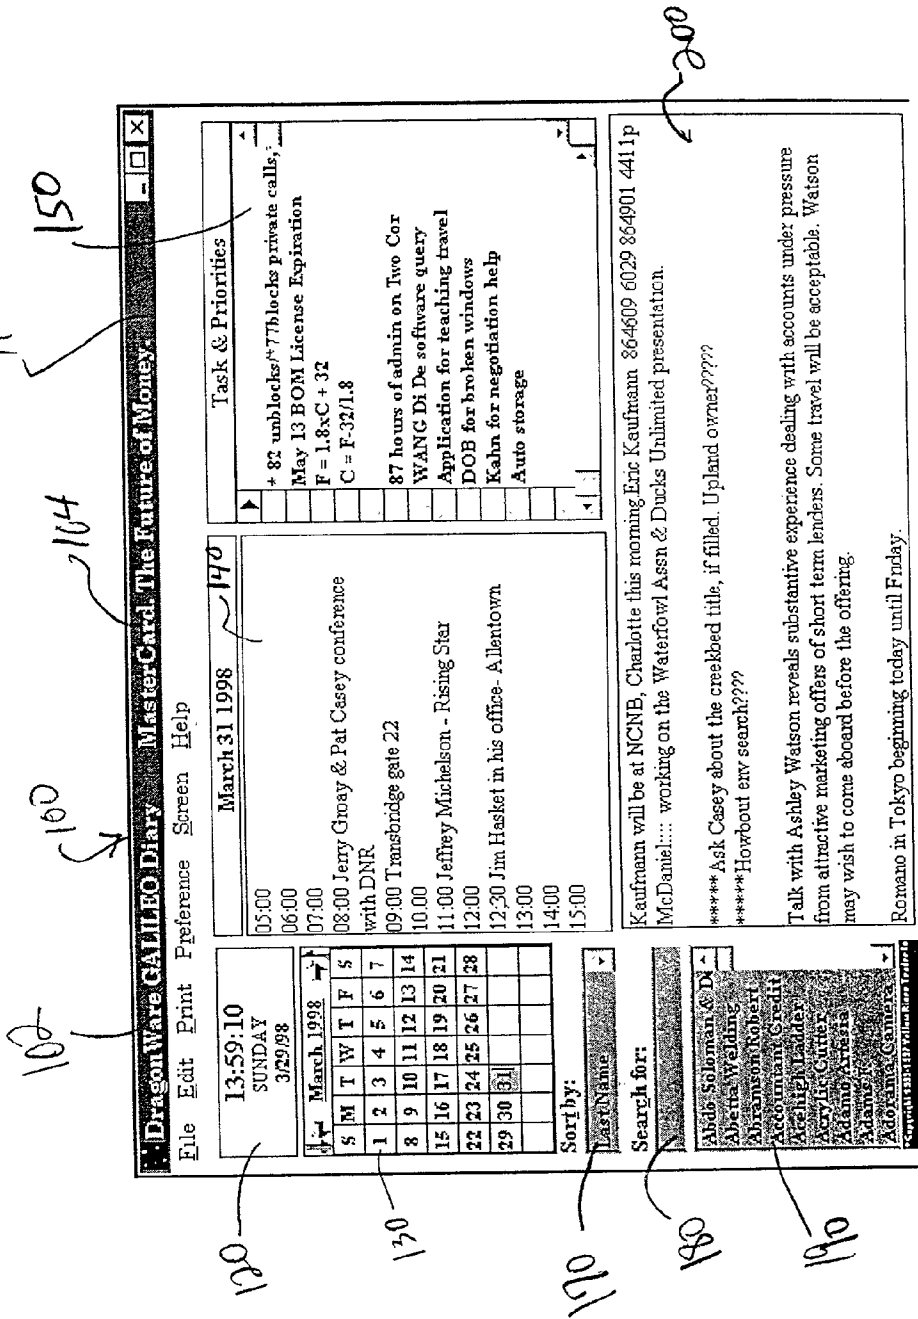 102
100
164
150
DragonWare GALILEO Diary MasterCard. The Future of Money.
File Edit Print Preference Screen Help
13:59:10
SUNDAY
3/29/98
120
March 1998
S M T W T F S
1 2 3 4 5 6 7
8 9 10 11 12 13 14
15 16 17 18 19 20 21
22 23 24 25 26 27 28
29 30 31
130
March 31 1998
140
05:00
06:00
07:00
08:00 Jerry Groay & Pat Casey conference
with DNR
09:00 Transbridge gate 22
10.00
11:00 Jeffrey Michelson - Rising Star
12:00
12;30 Jim Hasket in his office- Allentown
13:00
14:00
15:00
Task & Priorities
+ 82 unblocks/+77blocks private calls,
May 13 BOM License Expiration
F = 1.8xC + 32
C = F-32/1.8
87 hours of admin on Two Cor
WANG Di De software query
Application for teaching travel
DOB for broken windows
Kahn for negotiation help
Auto storage
Sort by:
Last Name
170
Search for:
180
Abdo Soloman & D
Abetta Welding
Abramson Robert
Accountant Credit
Acehigh Ladder
Acrylic Cutter
Adamo Artesia
Adams K
Adorama Camera
190
200
Kaufmann will be at NCNB, Charlotte this morning.Eric Kaufmann 864609 6029 864901 4411p
McDaniel:::: working on the Waterfowl Assn & Ducks Unlimited presentation.
*****Ask Casey about the creekbed title, if filled. Upland owner?????
*****Howbout env search????
Talk with Ashley Watson reveals substantive experience dealing with accounts under pressure
from attractive marketing offers of short term lenders. Some travel will be acceptable. Watson
may wish to come aboard before the offering.
Romano in Tokyo beginning today until Friday.